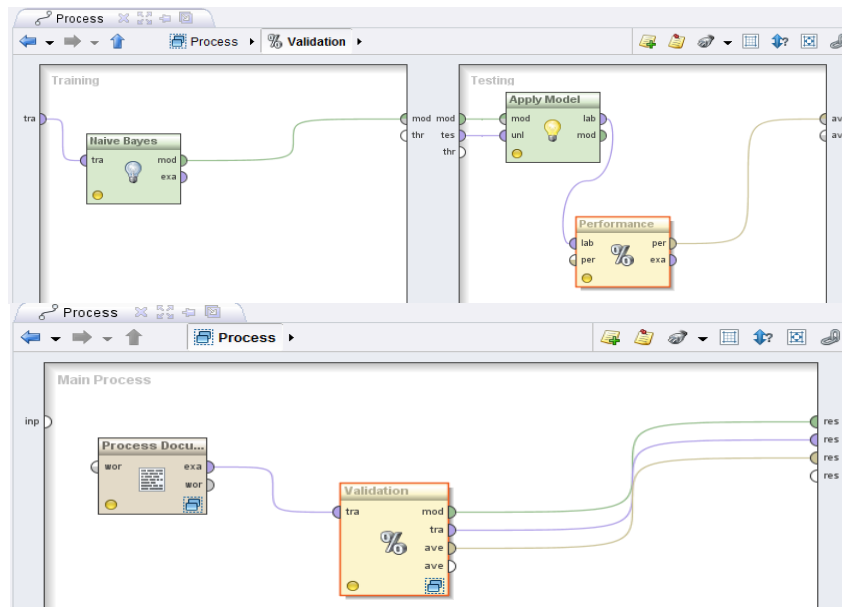 Process
Process Validation
Training
Testing
tra
Naive Bayes
tra mod
exa
mod
thr
mod
tes
thr
Apply Model
mod lab
unl mod
Performance
lab per
per exa
av
av
Process
Process
Main Process
inp
Process Docu...
wor exa
wor
Validation
tra mod
tra
ave
ave
res
res
res
res